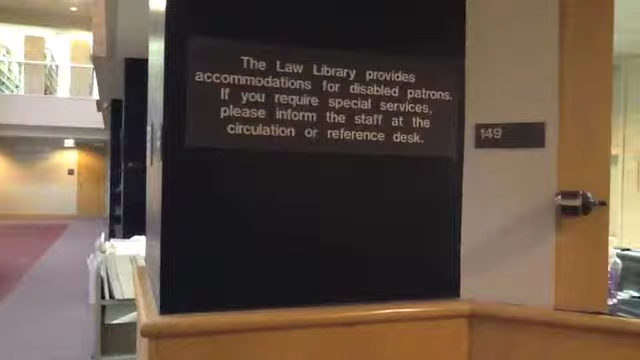 The Law Library provides
accommodations for disabled patrons.
If you require special services,
please inform the staff at the
circulation or reference desk.
149